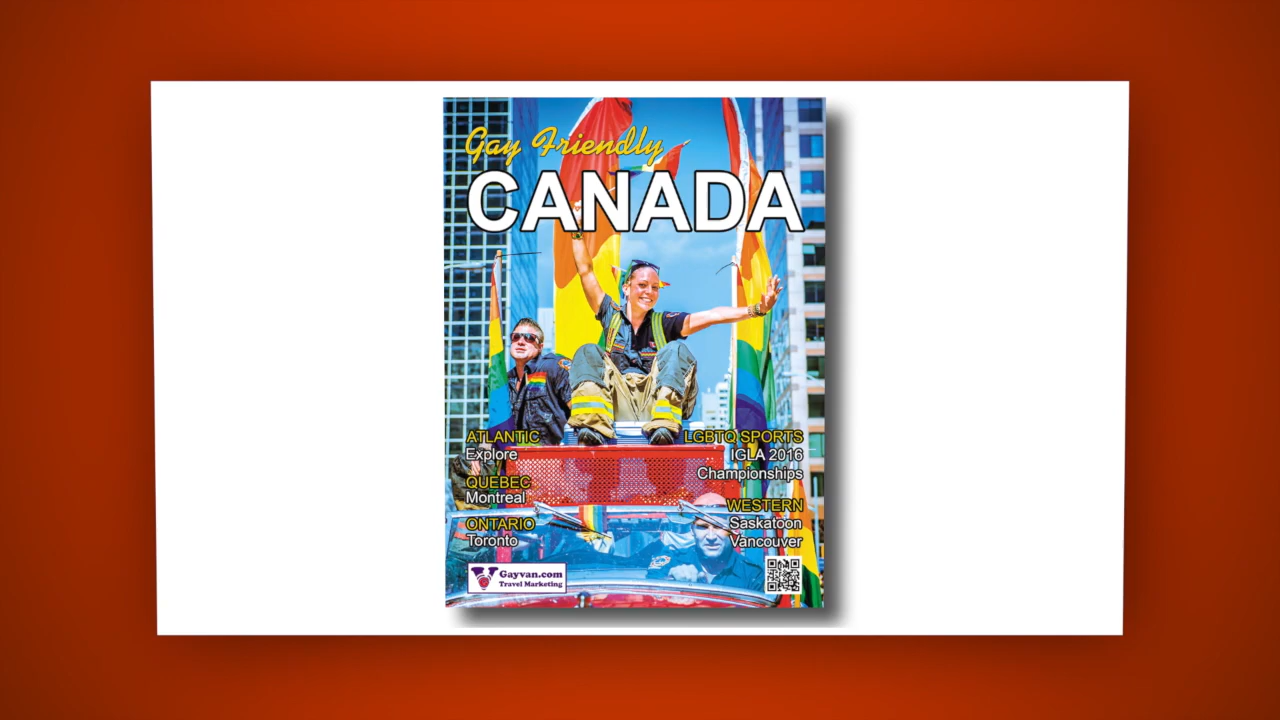 Gay Friendly
CANADA
ATLANTIC
Explore
QUEBEC
Montreal
ONTARIO
Toronto
LGBTQ SPORTS
IGLA 2016
Championships
WESTERN
Saskatoon
Vancouver
Gayvan.com
Travel Marketing